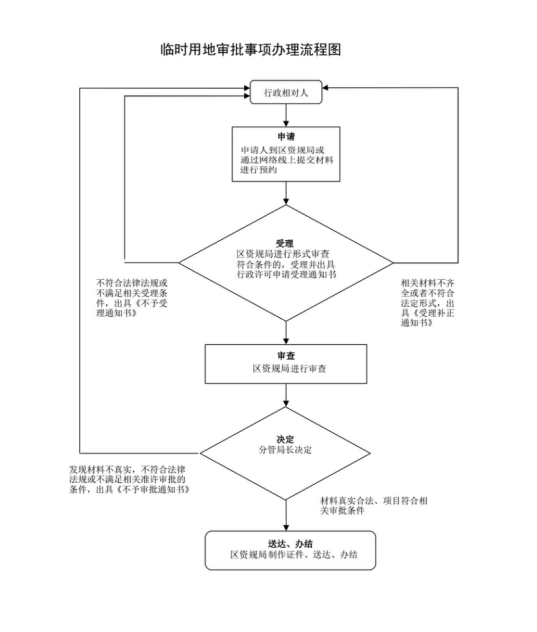 临时用地审批事项办理流程图
行政相对人
申请
申请人到区资规局或
通过网络线上提交材料
进行预约
受理
区资规局进行形式审查
符合条件的，受理并出具
行政许可申请受理通知书
不符合法律法规或
不满足相关受理条
件，出具《不予受
理通知书》
相关材料不齐
全或者不符合
法定形式，出
具《受理补正
通知书》
审查
区资规局进行审查
决定
分管局长决定
发现材料不真实，不符合法律
法规或不满足相关准许审批的
条件，出具《不予审批通知书》
材料真实合法、项目符合相
关审批条件
送达、办结
区资规局制作证件、送达、办结